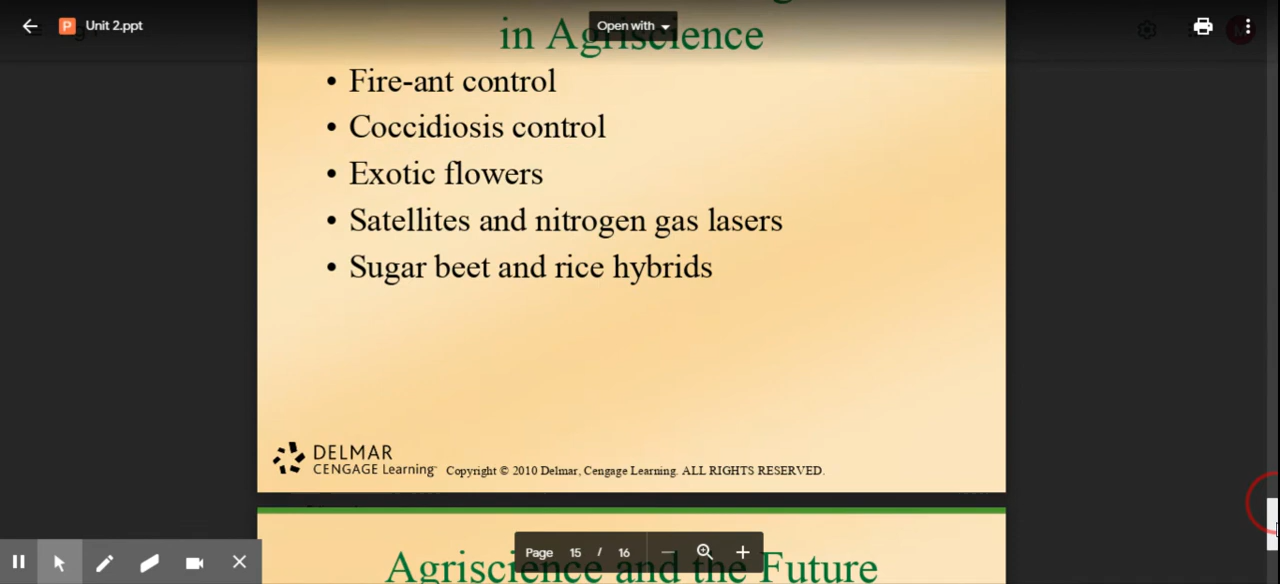 Unit 2.ppt
Open with
in Agriscience
• Fire-ant control
• Coccidiosis control
• Exotic flowers
• Satellites and nitrogen gas lasers
• Sugar beet and rice hybrids
DELMAR
CENGAGE Learning™
Copyright © 2010 Delmar, Cengage Learning. ALL RIGHTS RESERVED.
Page 15 / 16
Agriscience and the Future